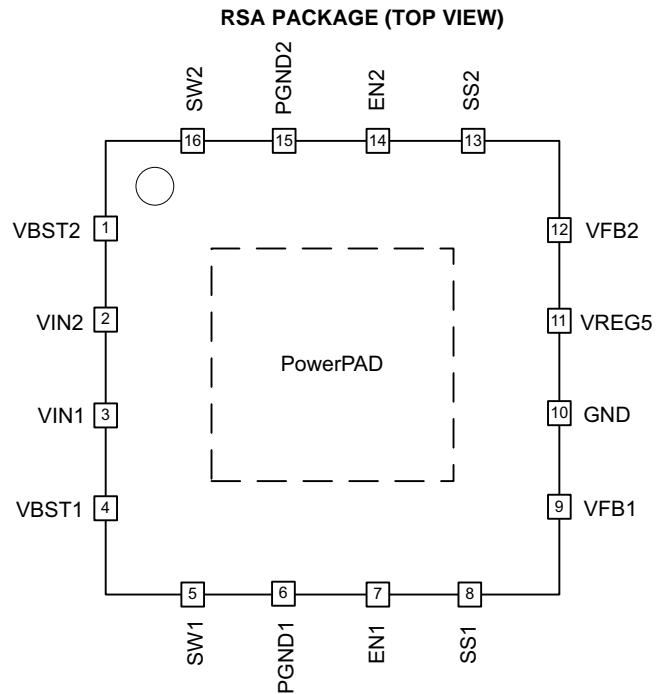 RSA PACKAGE (TOP VIEW)
SW2
PGND2
EN2
SS2
16
15
14
13
VBST2 1
12 VFB2
VIN2 2
11 VREG5
PowerPAD
VIN1 3
10 GND
VBST1 4
9 VFB1
5
6
7
8
SW1
PGND1
EN1
SS1